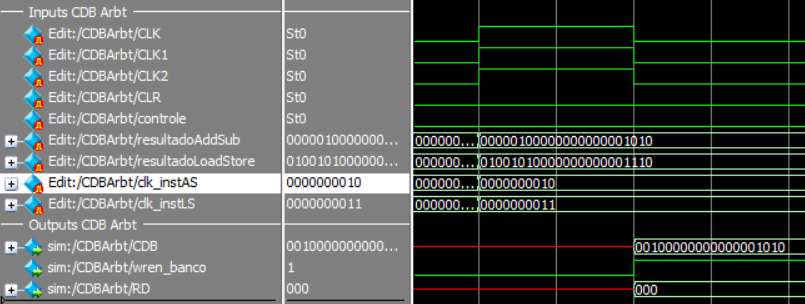 Inputs CDB Arbt
Edit:/CDBArbt/CLK St0
Edit:/CDBArbt/CLK1 St0
Edit:/CDBArbt/CLK2 St0
Edit:/CDBArbt/CLR St0
Edit:/CDBArbt/controle St0
Edit:/CDBArbt/resultadoAddSub 0000010000000... 000000... 00000100000000000001010
Edit:/CDBArbt/resultadoLoadStore 0100101000000... 000000... 01001010000000000001110
Edit:/CDBArbt/clk_instAS 0000000010 000000... 0000000010
Edit:/CDBArbt/clk_instLS 0000000011 000000... 0000000011
Outputs CDB Arbt
sim:/CDBArbt/CDB 0010000000000... 00100000000000001010
sim:/CDBArbt/wren_banco 1
sim:/CDBArbt/RD 000 000